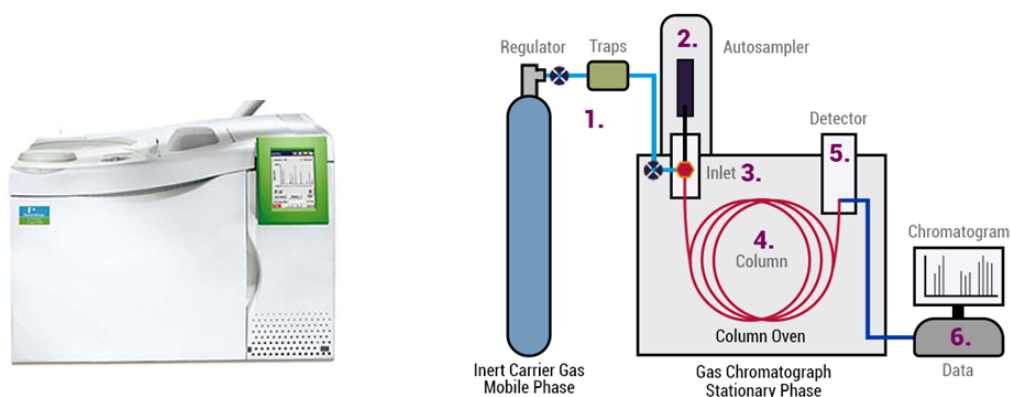 Regulator
Traps
2.
Autosampler
1.
Detector
5.
Inlet 3.
4.
Column
Chromatogram
Column Oven
6.
Data
Inert Carrier Gas
Mobile Phase
Gas Chromatograph
Stationary Phase